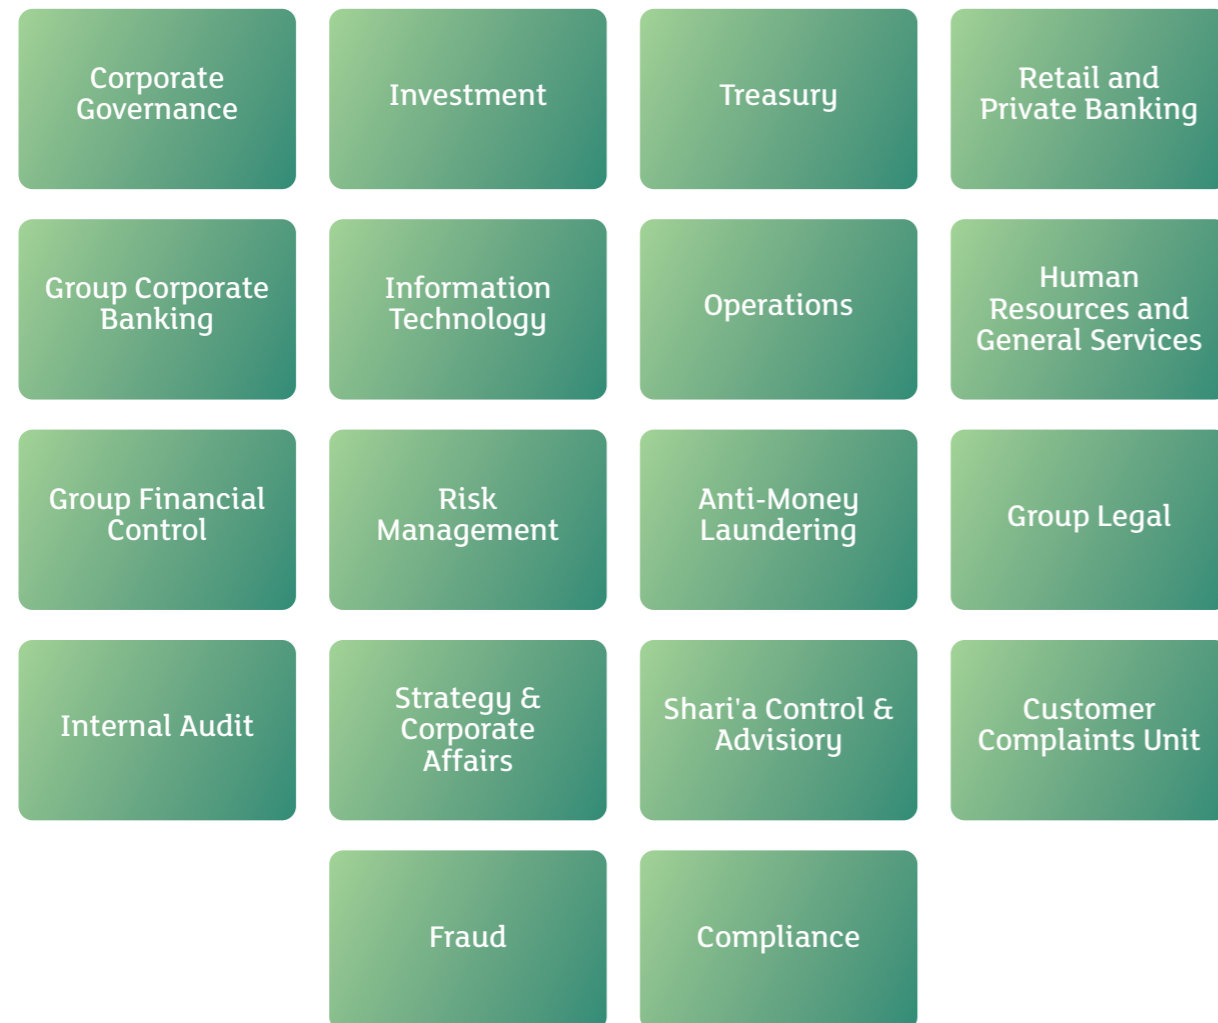 Corporate
Governance
Investment
Treasury
Retail and
Private Banking
Group Corporate
Banking
Information
Technology
Operations
Human
Resources and
General Services
Group Financial
Control
Risk
Management
Anti-Money
Laundering
Group Legal
Internal Audit
Strategy &
Corporate
Affairs
Shari'a Control &
Advisiory
Customer
Complaints Unit
Fraud
Compliance